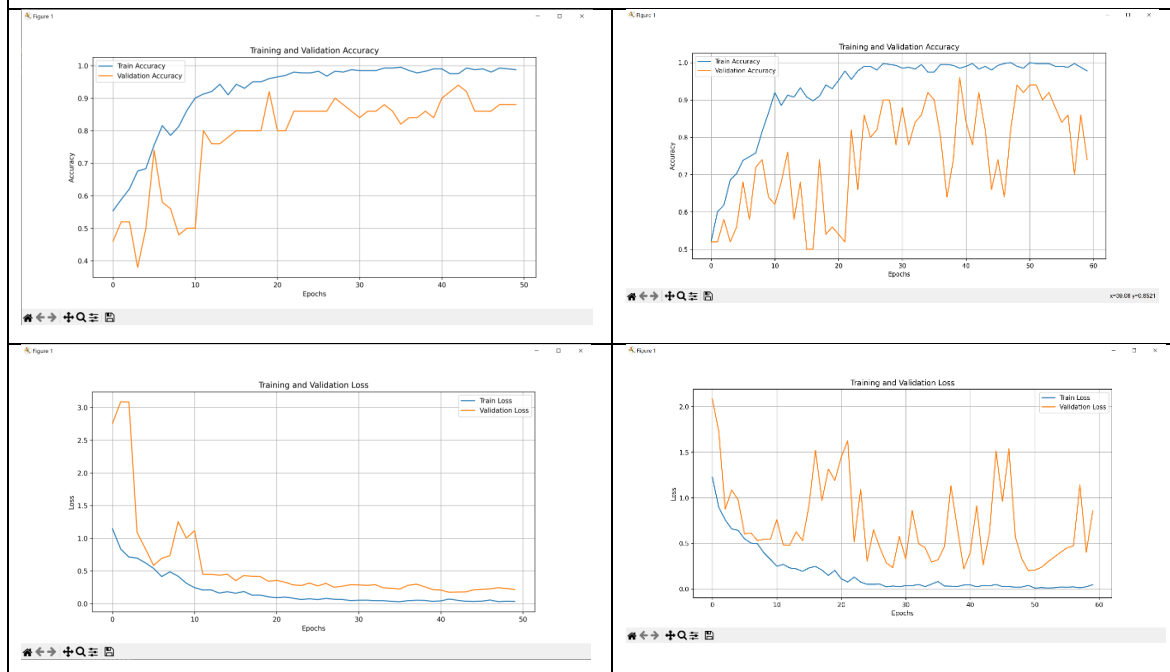 Figure 1
Training and Validation Accuracy
Train Accuracy
Validation Accuracy
1.0
0.9
0.8
0.7
0.6
0.5
0.4
Accuracy
0
10
20
30
40
50
Epochs
Figure 1
Training and Validation Accuracy
Train Accuracy
Validation Accuracy
1.0
0.9
0.8
0.7
0.6
0.5
Accuracy
0
10
20
30
40
50
60
Epochs
Figure 1
Training and Validation Loss
Train Loss
Validation Loss
3.0
2.5
2.0
1.5
1.0
0.5
0.0
Loss
0
10
20
30
40
50
Epochs
Figure 1
Training and Validation Loss
Train Loss
Validation Loss
2.0
1.5
1.0
0.5
0.0
Loss
0
10
20
30
40
50
60
Epochs